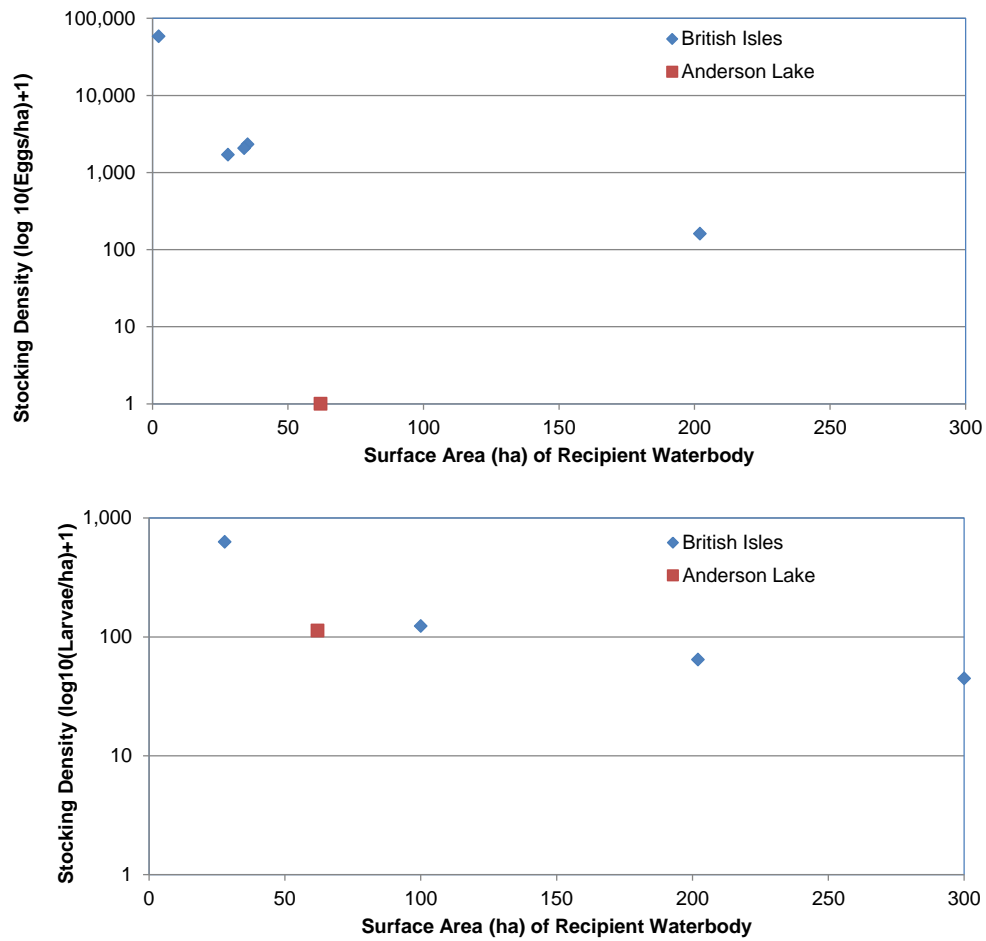 100,000
10,000
1,000
100
10
1
Stocking Density (log 10(Eggs/ha)+1)
British Isles
Anderson Lake
0 50 100 150 200 250 300
Surface Area (ha) of Recipient Waterbody
1,000
100
10
1
Stocking Density (log10(Larvae/ha)+1)
British Isles
Anderson Lake
0 50 100 150 200 250 300
Surface Area (ha) of Recipient Waterbody